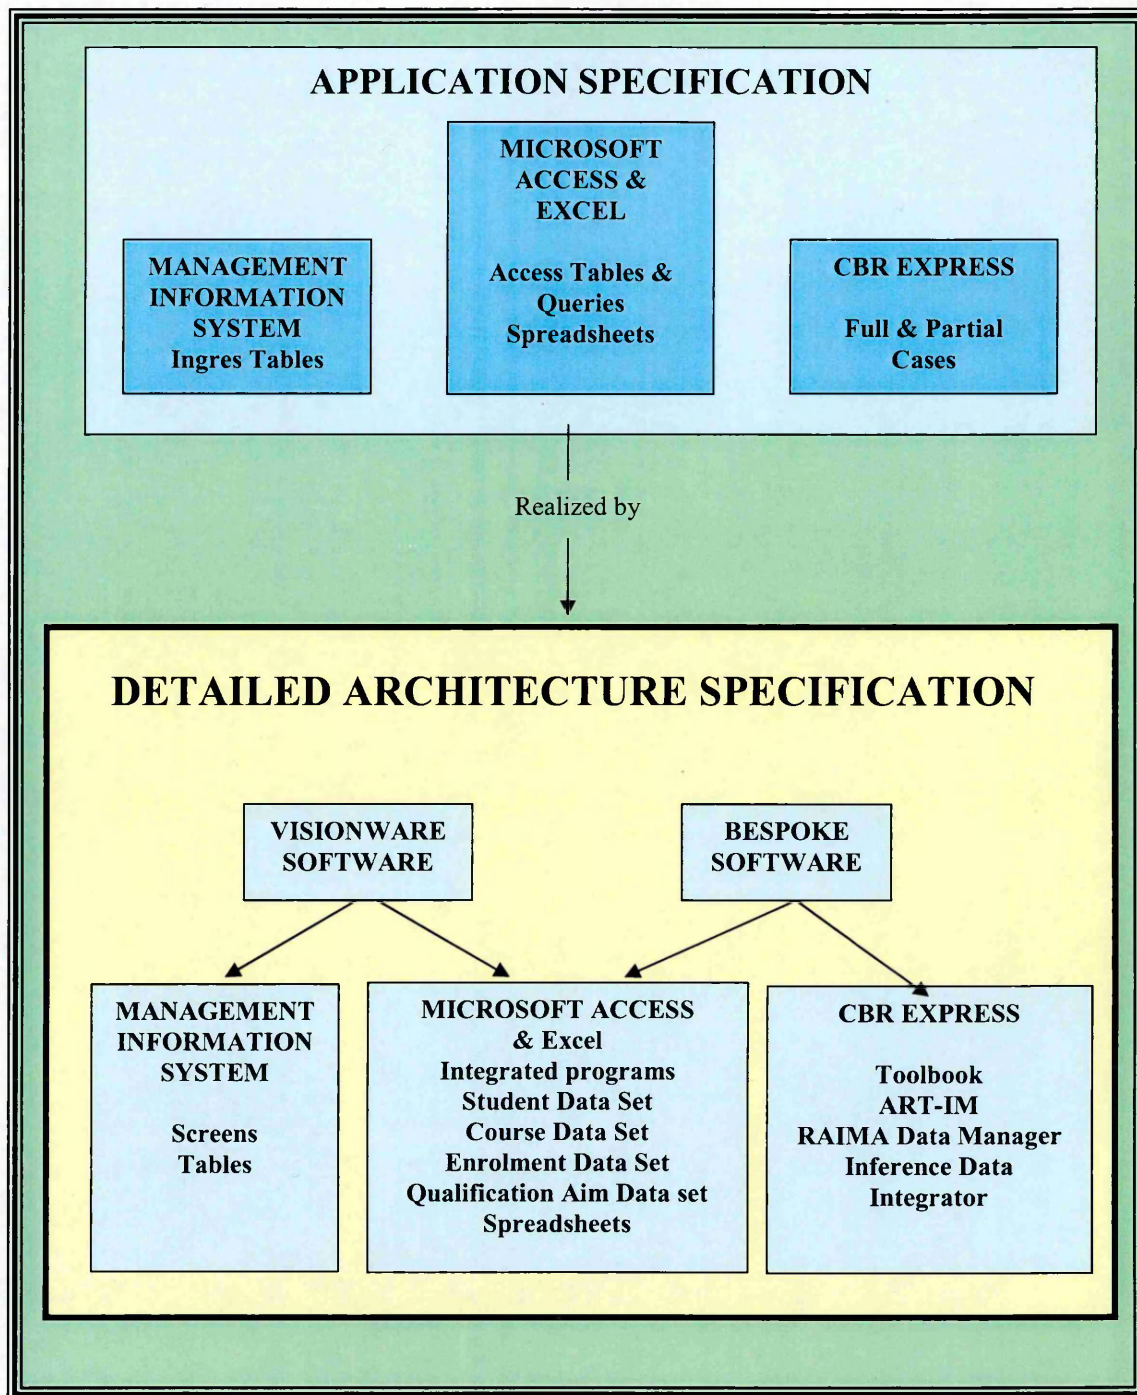 APPLICATION SPECIFICATION
MANAGEMENT
INFORMATION
SYSTEM
Ingres Tables
MICROSOFT
ACCESS &
EXCEL
Access Tables &
Queries
Spreadsheets
CBR EXPRESS
Full & Partial
Cases
Realized by
DETAILED ARCHITECTURE SPECIFICATION
VISIONWARE
SOFTWARE
BESPOKE
SOFTWARE
MANAGEMENT
INFORMATION
SYSTEM
Screens
Tables
MICROSOFT ACCESS
& Excel
Integrated programs
Student Data Set
Course Data Set
Enrolment Data Set
Qualification Aim Data set
Spreadsheets
CBR EXPRESS
Toolbook
ART-IM
RAIMA Data Manager
Inference Data
Integrator